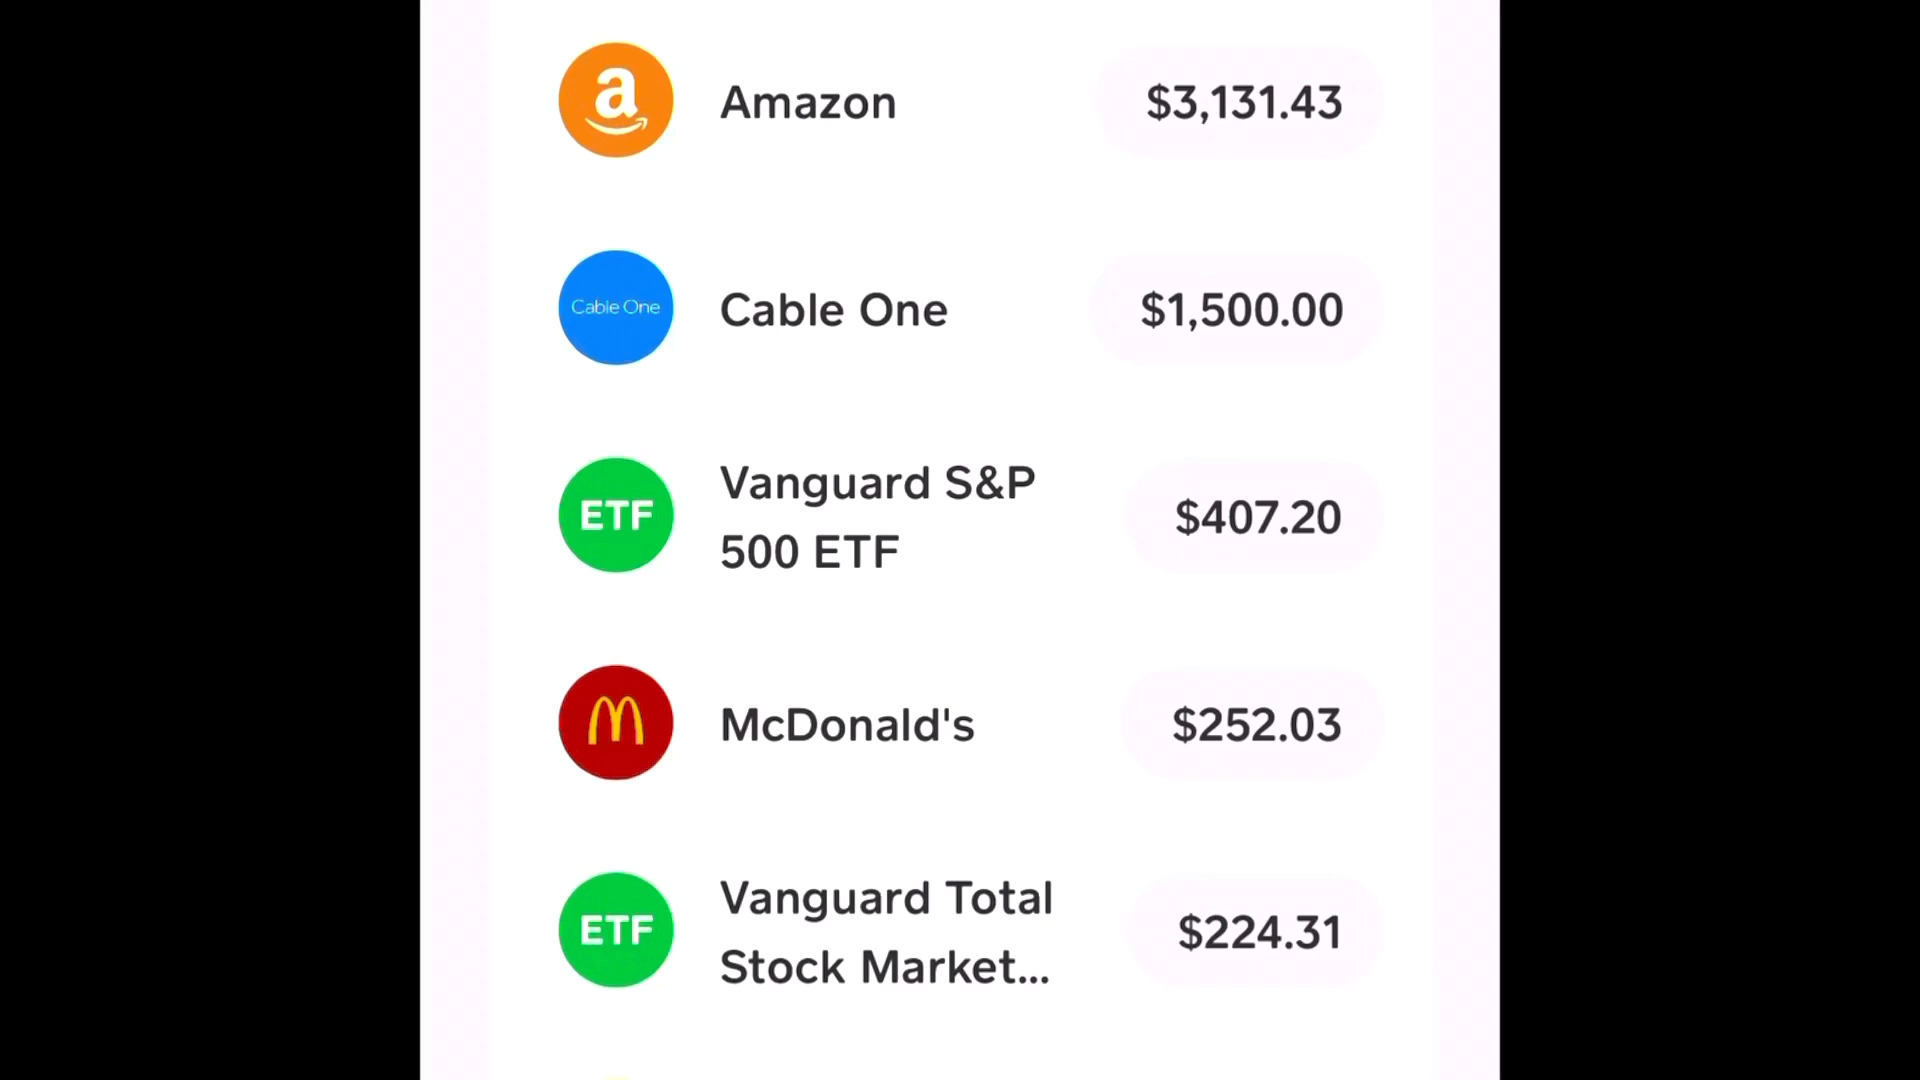 a
Amazon
$3,131.43
Cable One
Cable One
$1,500.00
ETF
Vanguard S&P
500 ETF
$407.20
M
McDonald's
$252.03
ETF
Vanguard Total
Stock Market...
$224.31